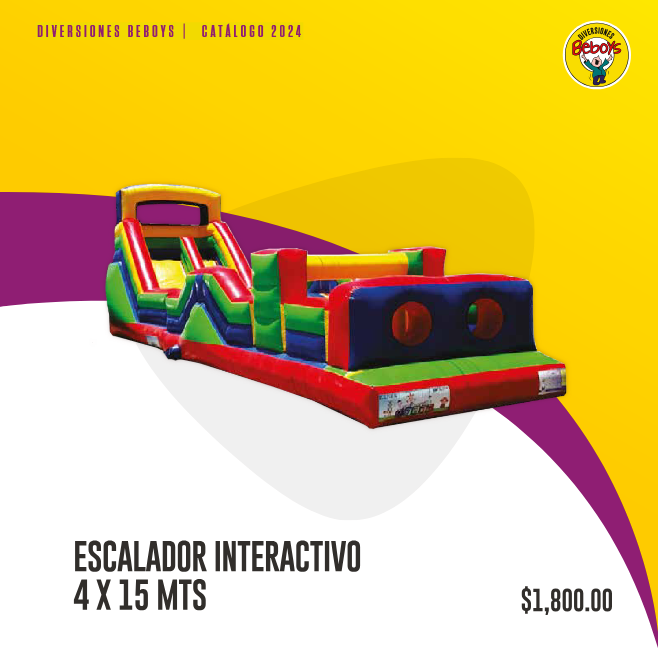 DIVERSIONES BEBOYS | CATÁLOGO 2024
DIVERSIONES
Beboys
ESCALADOR INTERACTIVO
4 X 15 MTS
$1,800.00